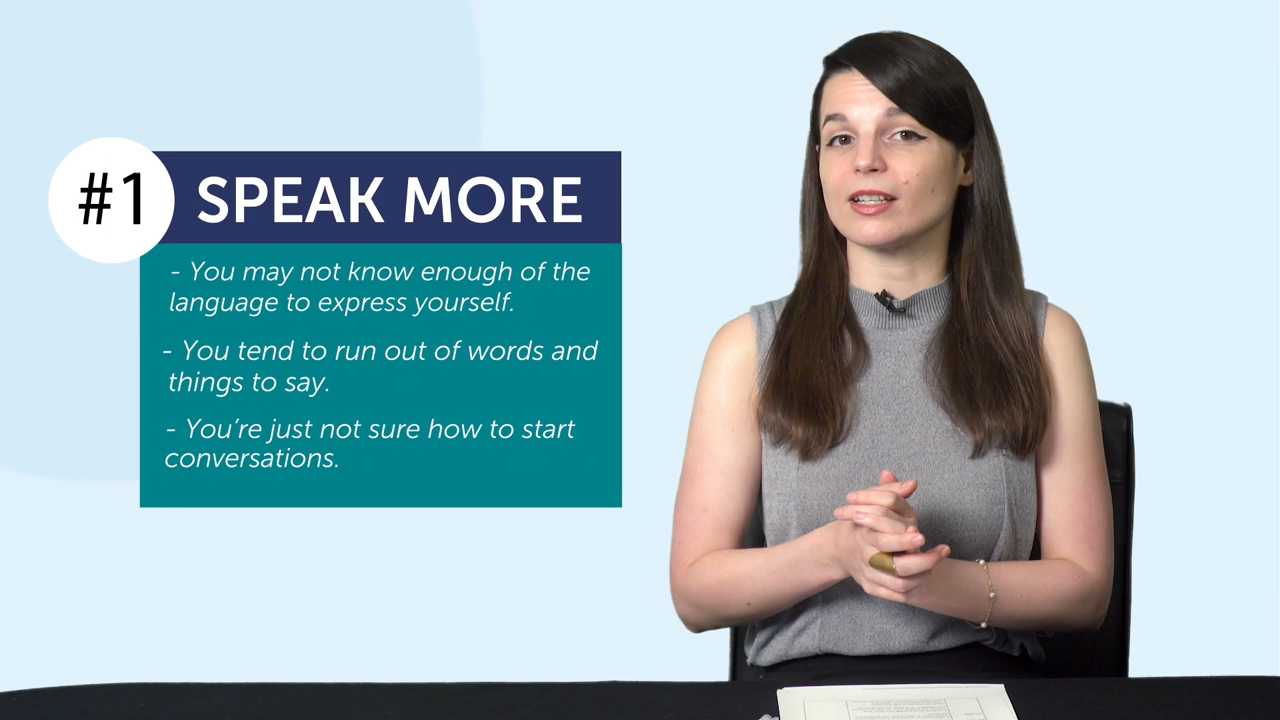 #1 SPEAK MORE
- You may not know enough of the
language to express yourself.
- You tend to run out of words and
things to say.
- You’re just not sure how to start
conversations.